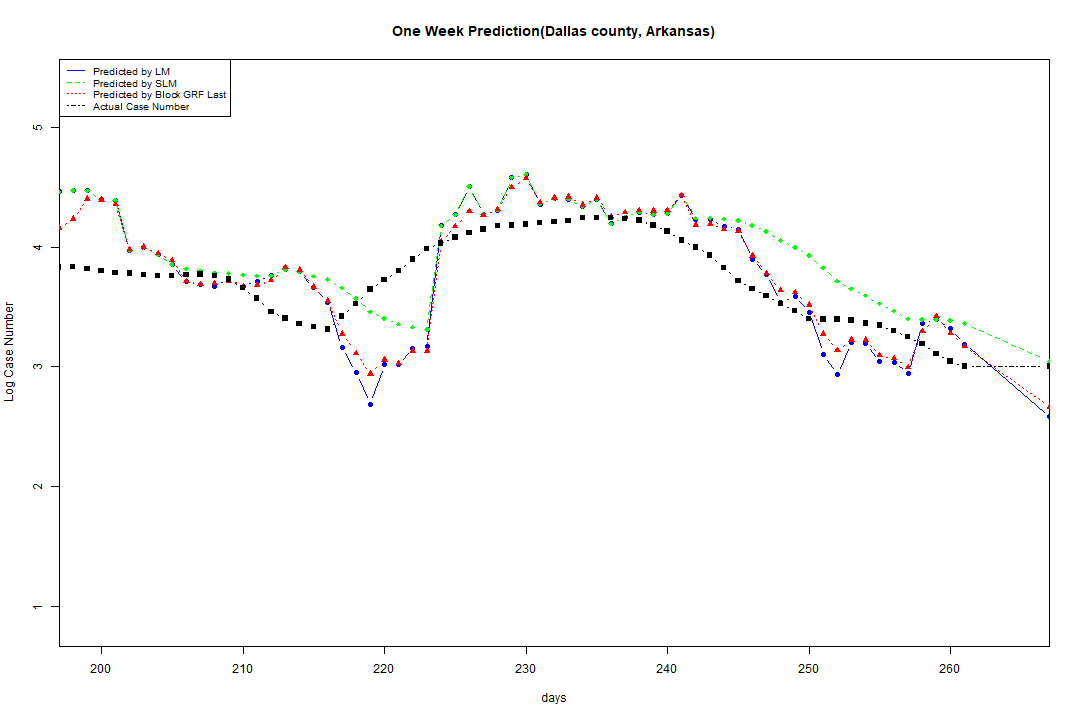 One Week Prediction(Dallas county, Arkansas)
Predicted by LM
Predicted by SLM
Predicted by Block GRF Last
Actual Case Number
5
4
3
2
1
Log Case Number
200 210 220 230 240 250 260
days